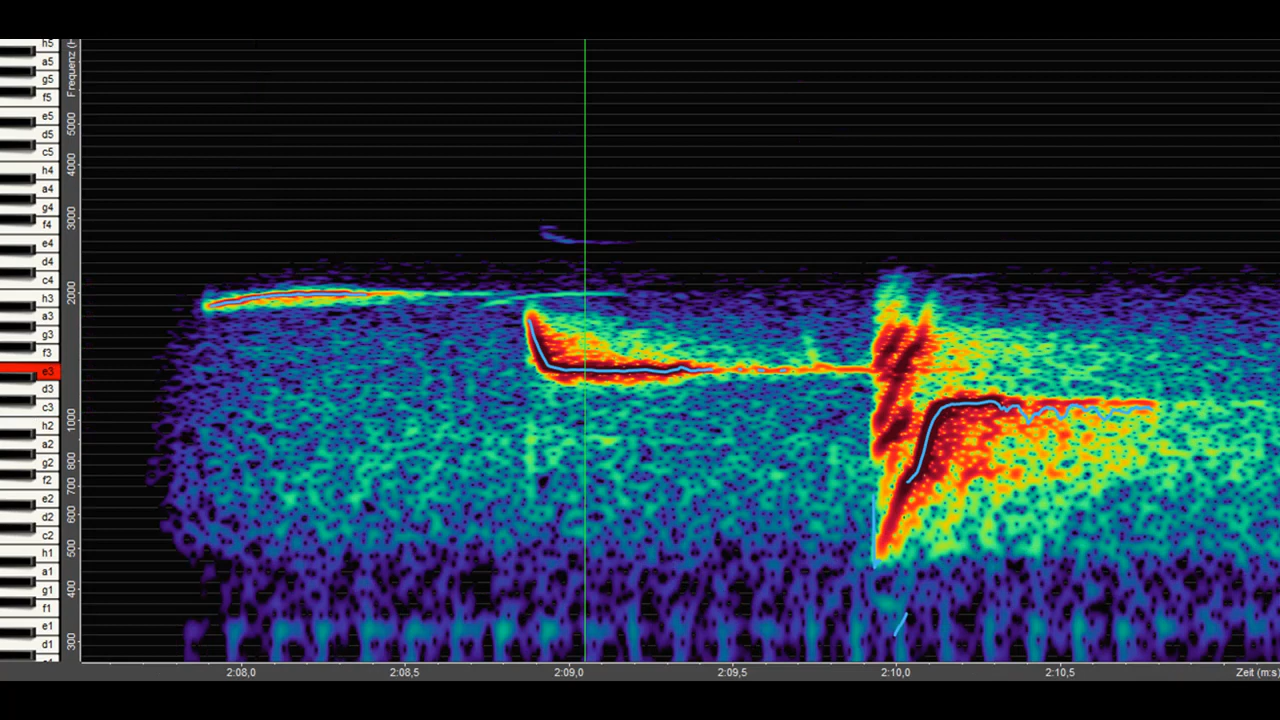 h5
a5
g5
f5
e5
d5
c5
h4
a4
g4
f4
e4
d4
c4
h3
a3
g3
f3
e3
d3
c3
h2
a2
g2
f2
e2
d2
c2
h1
a1
g1
f1
e1
d1
Frequenz (H
5000
4000
3000
2000
1000
800
700
600
500
400
300
2:08,0 2:08,5 2:09,0 2:09,5 2:10,0 2:10,5 Zeit (m:s)